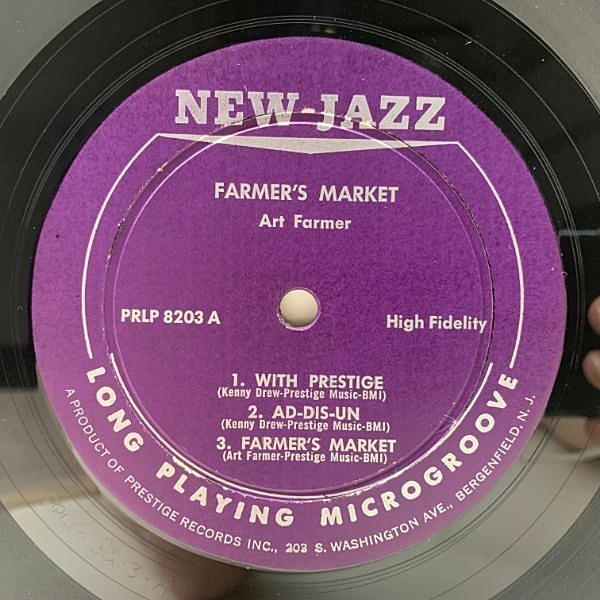 NEW JAZZ
FARMER'S MARKET
Art Farmer
PRLP 8203 A
High Fidelity
1. WITH PRESTIGE
(Kenny Drew-Prestige Music-BMI)
2. AD-DIS-UN
(Kenny Drew-Prestige Music-BMI)
3. FARMER'S MARKET
(Art Farmer-Prestige Music-BMI)
LONG PLAYING MICROGROOVE
A PRODUCT OF PRESTIGE RECORDS INC., 203 S. WASHINGTON AVE., BERGENFIELD, N. J.